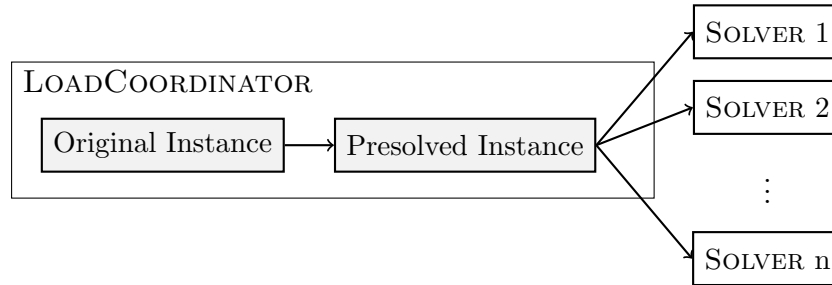 SOLVER 1
LOADCOORDINATOR
SOLVER 2
Original Instance
Presolved Instance
⋮
SOLVER n